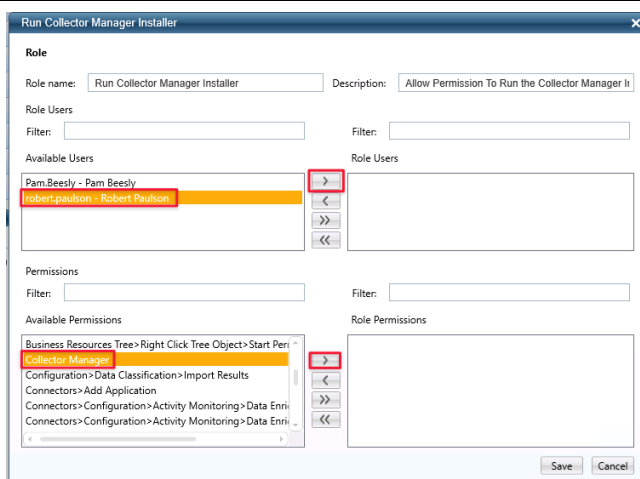 Run Collector Manager Installer
Role
Role name: Run Collector Manager Installer Description: Allow Permission To Run the Collector Manager I
Role Users
Filter: Filter:
Available Users Role Users
Pam.Beesly - Pam Beesly
robert.paulson - Robert Paulson
Permissions
Filter: Filter:
Available Permissions Role Permissions
Business Resources Tree>Right Click Tree Object>Start Per
Collector Manager
Configuration>Data Classification>Import Results
Connectors>Add Application
Connectors>Configuration>Activity Monitoring>Data Enri
Connectors>Configuration>Activity Monitoring>Data Enri
Save Cancel